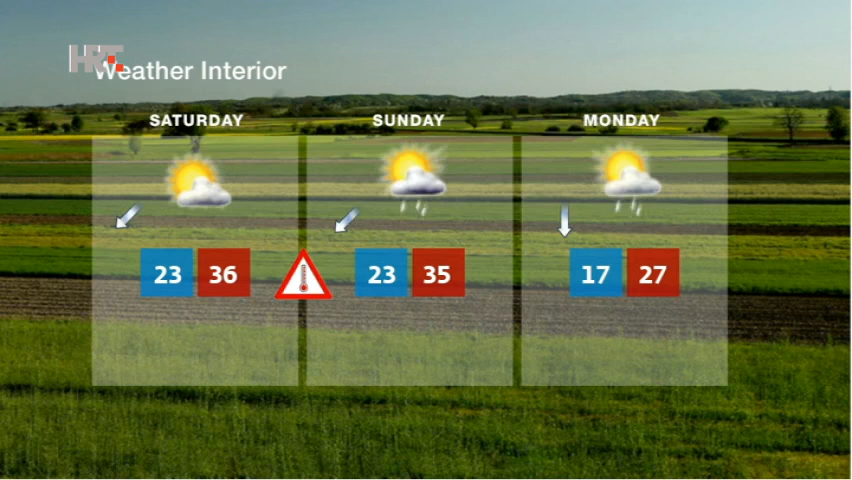 HRT
Weather Interior
SATURDAY SUNDAY MONDAY
23 36 23 35 17 27